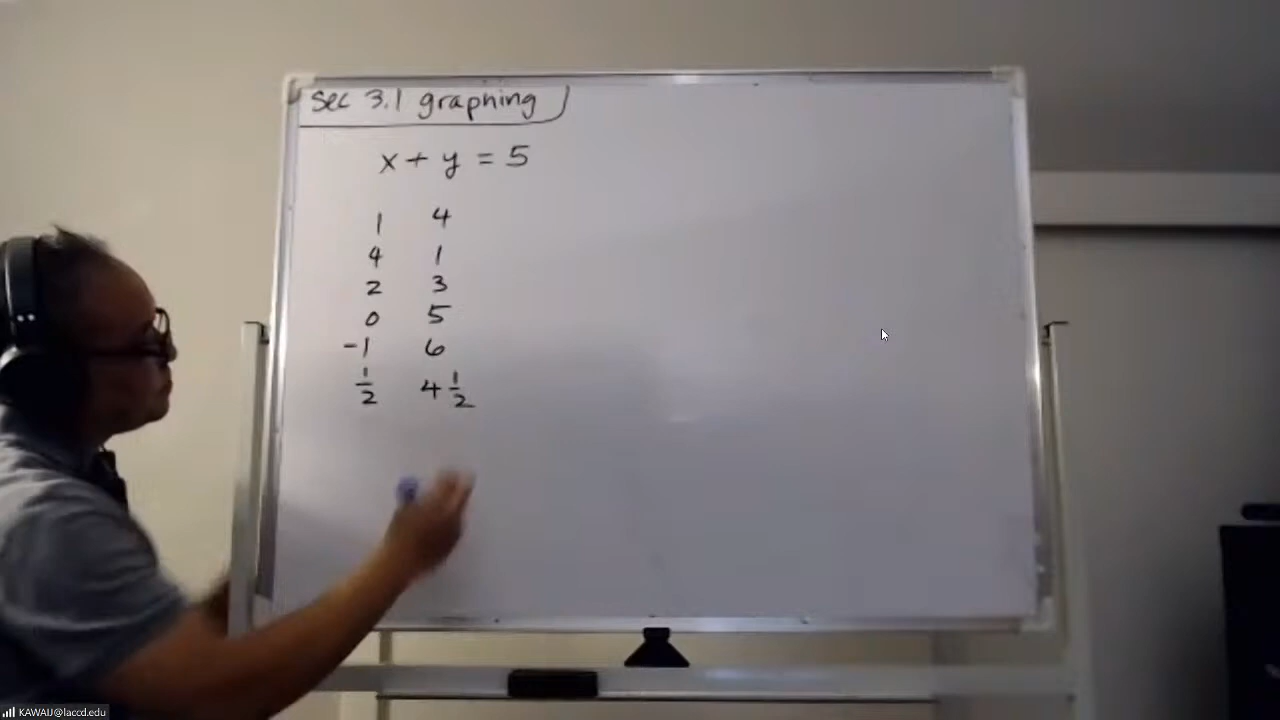 Sec 3.1 graphing
x + y = 5
1 4
4 1
2 3
0 5
-1 6
1/2 4 1/2
KAWAIJ@laccd.edu